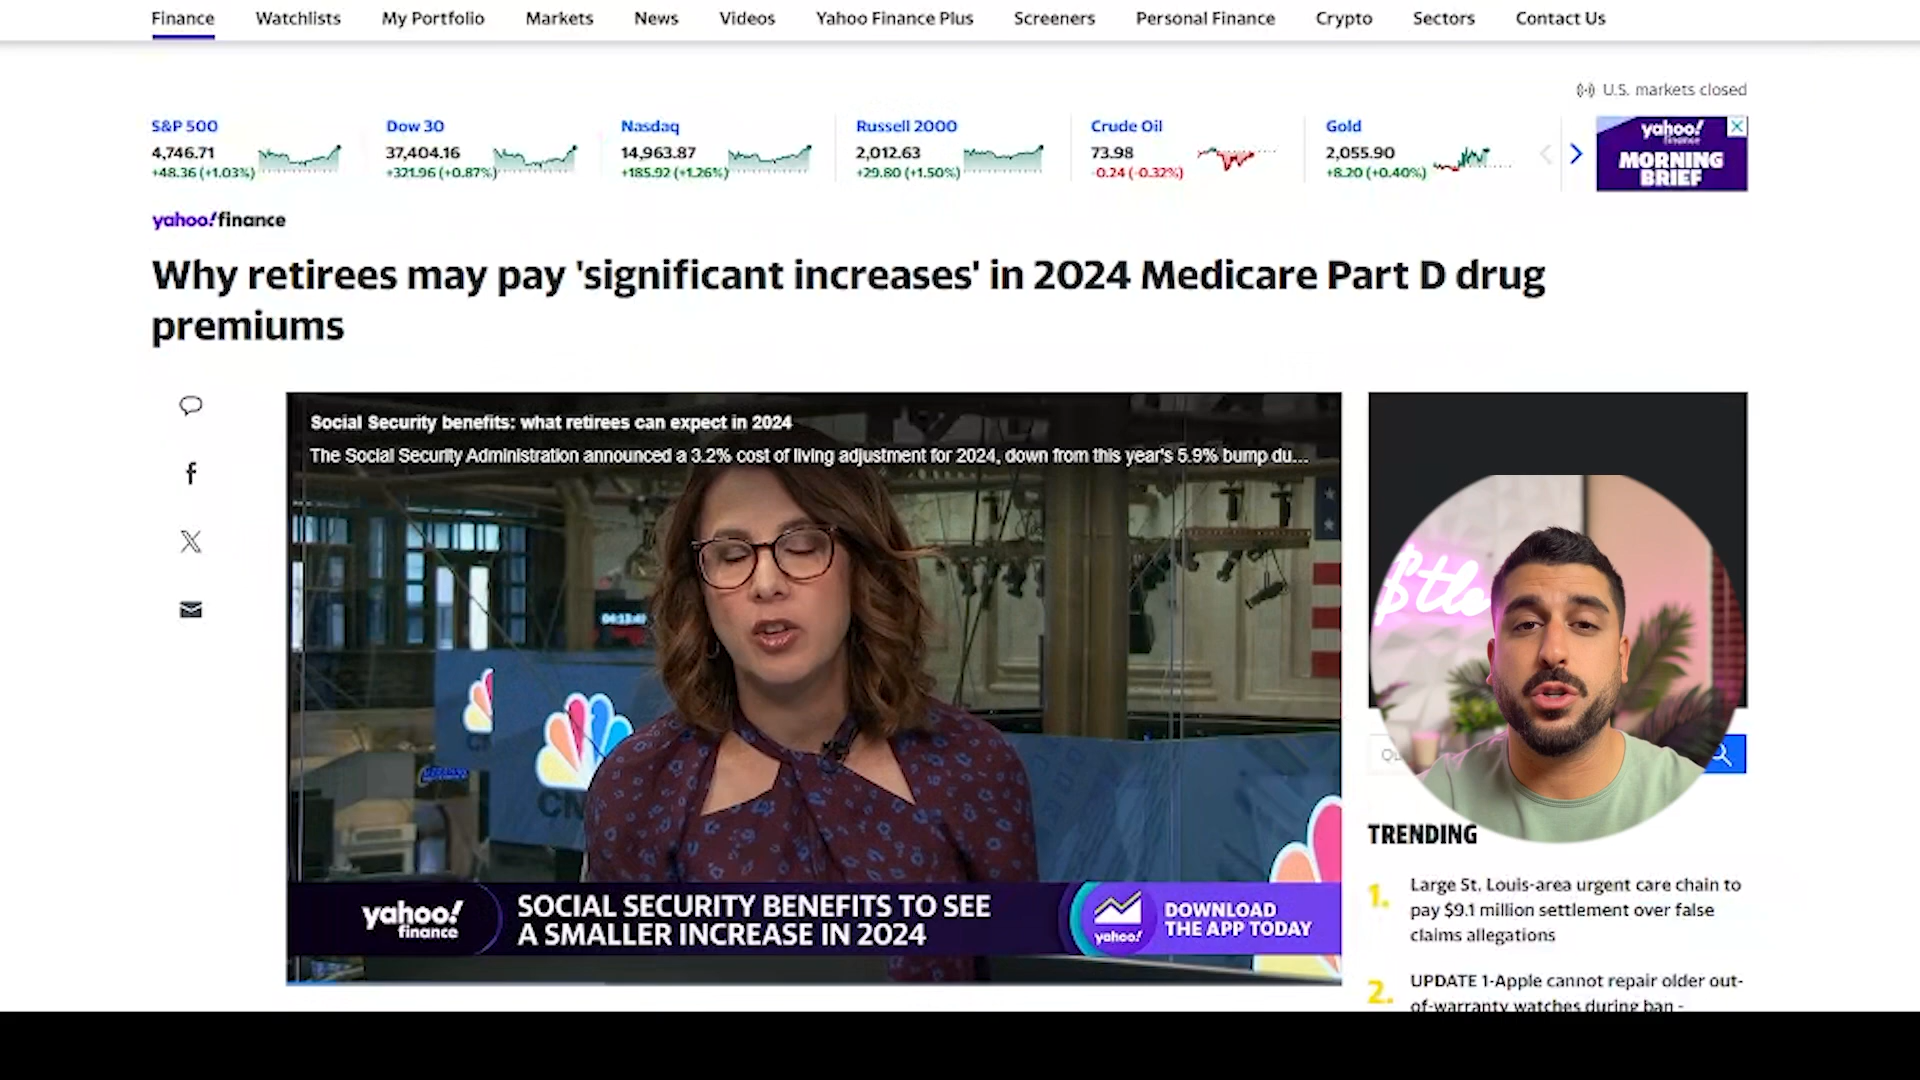 Finance Watchlists My Portfolio Markets News Videos Yahoo Finance Plus Screeners Personal Finance Crypto Sectors Contact Us
U.S. markets closed
S&P 500 Dow 30 Nasdaq Russell 2000 Crude Oil Gold
4,746.71 37,404.16 14,963.87 2,012.63 73.98 2,055.90
+48.36 (+1.03%) +321.96 (+0.87%) +185.92 (+1.26%) +29.80 (+1.50%) -0.24 (-0.32%) +8.20 (+0.40%)
yahoo!
finance
MORNING
BRIEF
yahoo!finance
Why retirees may pay 'significant increases' in 2024 Medicare Part D drug
premiums
Social Security benefits: what retirees can expect in 2024
The Social Security Administration announced a 3.2% cost of living adjustment for 2024, down from this year's 5.9% bump du...
yahoo!
finance
SOCIAL SECURITY BENEFITS TO SEE
A SMALLER INCREASE IN 2024
yahoo!
DOWNLOAD
THE APP TODAY
TRENDING
1. Large St. Louis-area urgent care chain to
pay $9.1 million settlement over false
claims allegations
2. UPDATE 1-Apple cannot repair older out-
of-warranty watches during ban -